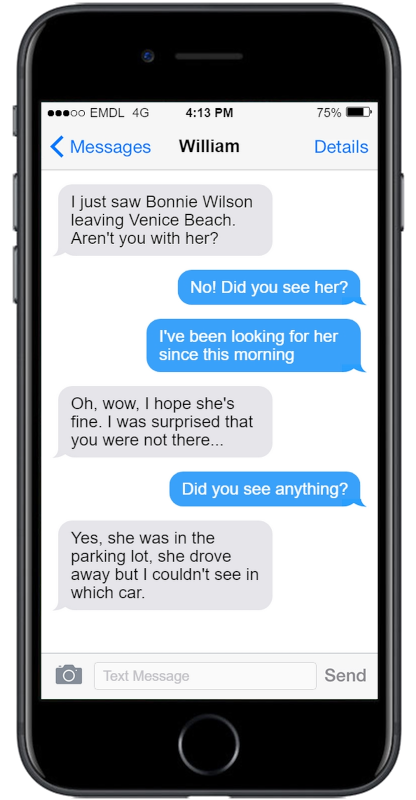 EMDL 4G 4:13 PM 75%
Messages William Details
I just saw Bonnie Wilson
leaving Venice Beach.
Aren't you with her?
No! Did you see her?
I've been looking for her
since this morning
Oh, wow, I hope she's
fine. I was surprised that
you were not there...
Did you see anything?
Yes, she was in the
parking lot, she drove
away but I couldn't see in
which car.
Text Message Send